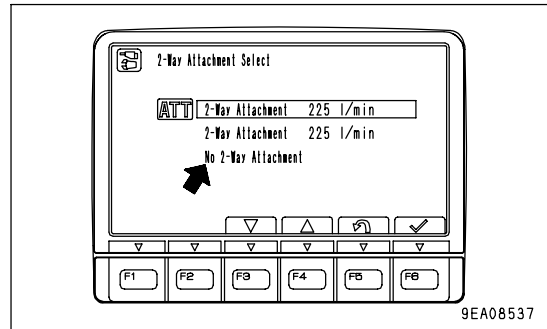 2-Way Attachment Select
ATT 2-Way Attachment 225 l/min
2-Way Attachment 225 l/min
No 2-Way Attachment
F1 F2 F3 F4 F5 F6
9EA08537